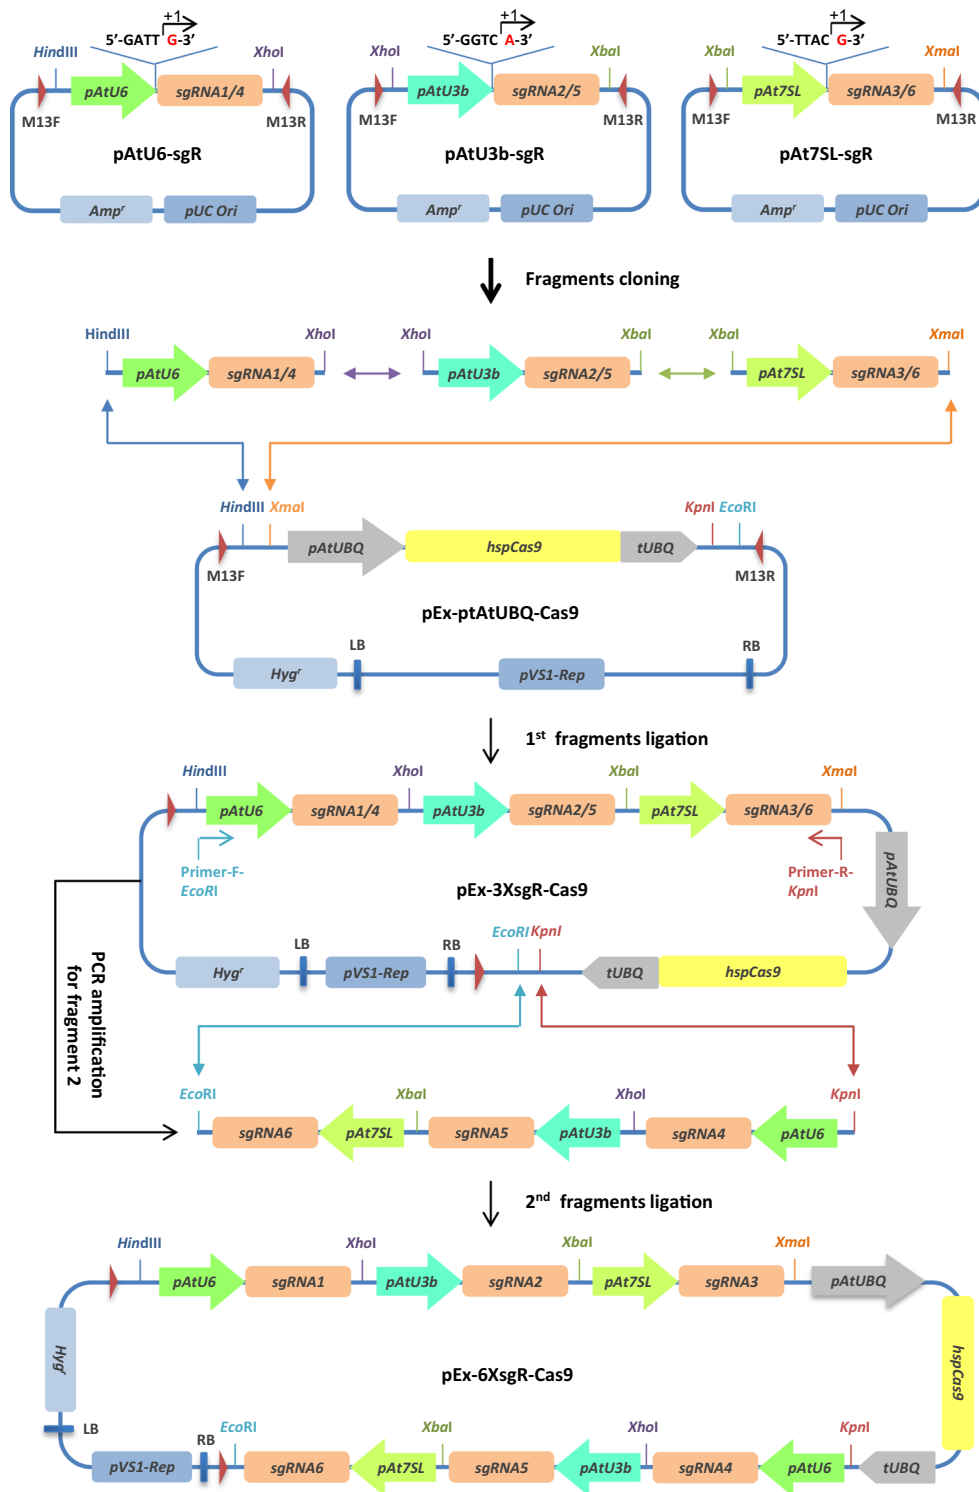 +1 +1 +1
5’-GATT G-3’ 5’-GGTC A-3’ 5’-TTAC G-3’
HindIII XhoI XhoI XbaI XbaI XmaI
pAtU6 sgRNA1/4 pAtU3b sgRNA2/5 pAt7SL sgRNA3/6
M13F M13R M13F M13R M13F M13R
pAtU6-sgR pAtU3b-sgR pAt7SL-sgR
Ampʳ pUC Ori Ampʳ pUC Ori Ampʳ pUC Ori
Fragments cloning
HindIII XhoI XhoI XbaI XbaI XmaI
pAtU6 sgRNA1/4 pAtU3b sgRNA2/5 pAt7SL sgRNA3/6
HindIII XmaI KpnI EcoRI
pAtUBQ hspCas9 tUBQ
M13F M13R
pEx-ptAtUBQ-Cas9
LB RB
Hygʳ pVS1-Rep
1st fragments ligation
HindIII XhoI XbaI XmaI
pAtU6 sgRNA1/4 pAtU3b sgRNA2/5 pAt7SL sgRNA3/6
Primer-F- Primer-R-
EcoRI KpnI
pAtUBQ
pEx-3XsgR-Cas9
LB RB EcoRI KpnI
Hygʳ pVS1-Rep tUBQ hspCas9
PCR amplification
for fragment 2
EcoRI XbaI XhoI KpnI
sgRNA6 pAt7SL sgRNA5 pAtU3b sgRNA4 pAtU6
2nd fragments ligation
HindIII XhoI XbaI XmaI
pAtU6 sgRNA1 pAtU3b sgRNA2 pAt7SL sgRNA3 pAtUBQ
Hygʳ hspCas9
pEx-6XsgR-Cas9
LB RB EcoRI XbaI XhoI KpnI
pVS1-Rep sgRNA6 pAt7SL sgRNA5 pAtU3b sgRNA4 pAtU6 tUBQ